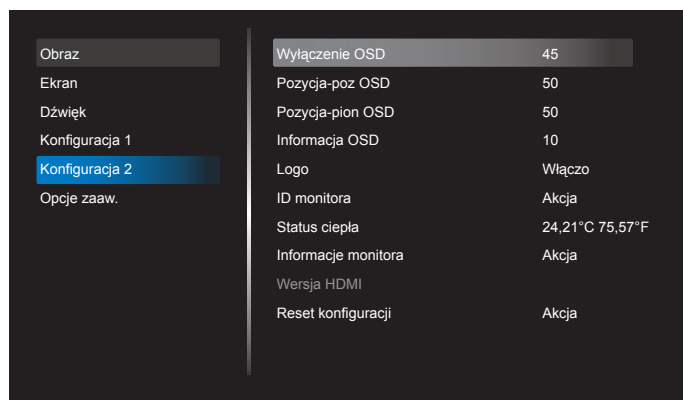 Obraz
Ekran
Dźwięk
Konfiguracja 1
Konfiguracja 2
Opcje zaaw.
Wyłączenie OSD 45
Pozycja-poz OSD 50
Pozycja-pion OSD 50
Informacja OSD 10
Logo Włączo
ID monitora Akcja
Status ciepła 24,21°C 75,57°F
Informacje monitora Akcja
Wersja HDMI
Reset konfiguracji Akcja